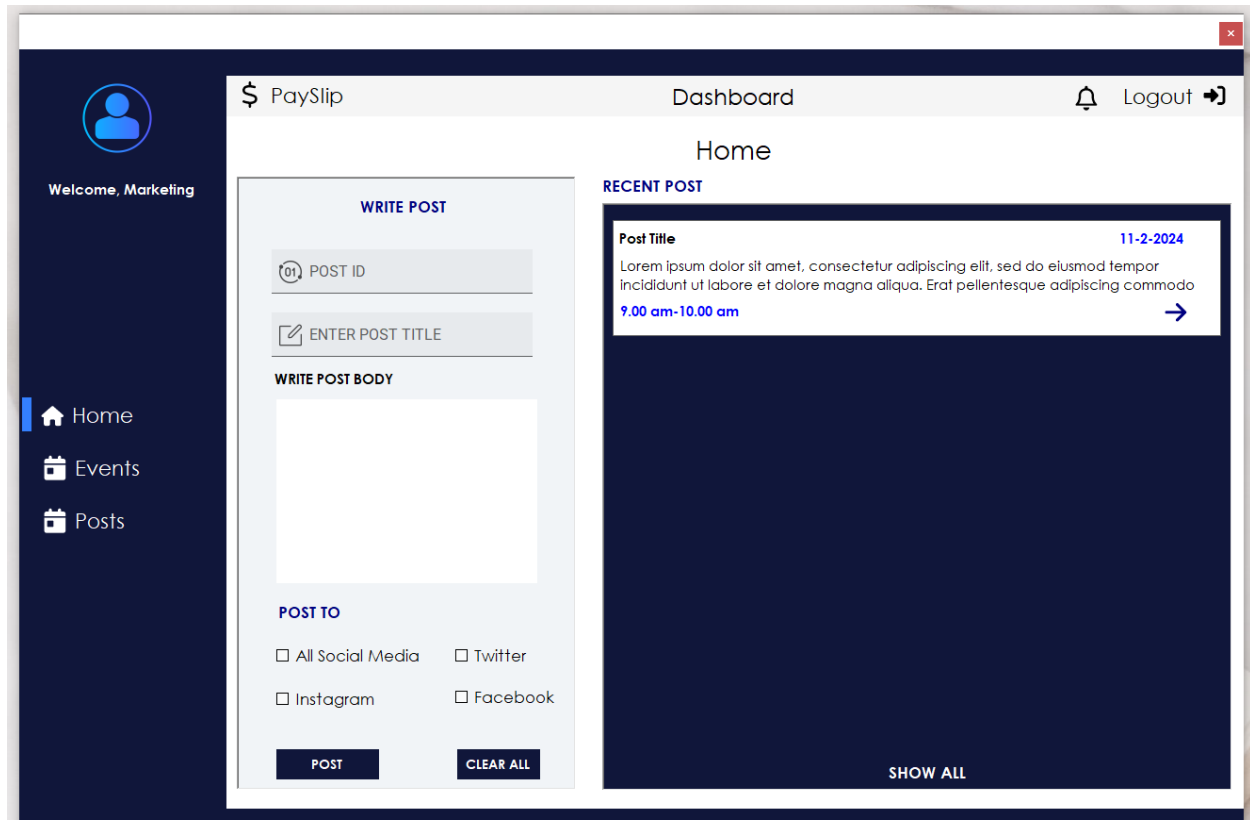 PaySlip
Dashboard
Logout
Home
Welcome, Marketing
Home
Events
Posts
WRITE POST
01
POST ID
ENTER POST TITLE
WRITE POST BODY
POST TO
All Social Media
Twitter
Instagram
Facebook
POST
CLEAR ALL
RECENT POST
Post Title
11-2-2024
Lorem ipsum dolor sit amet, consectetur adipiscing elit, sed do eiusmod tempor
incididunt ut labore et dolore magna aliqua. Erat pellentesque adipiscing commodo
9.00 am-10.00 am
SHOW ALL